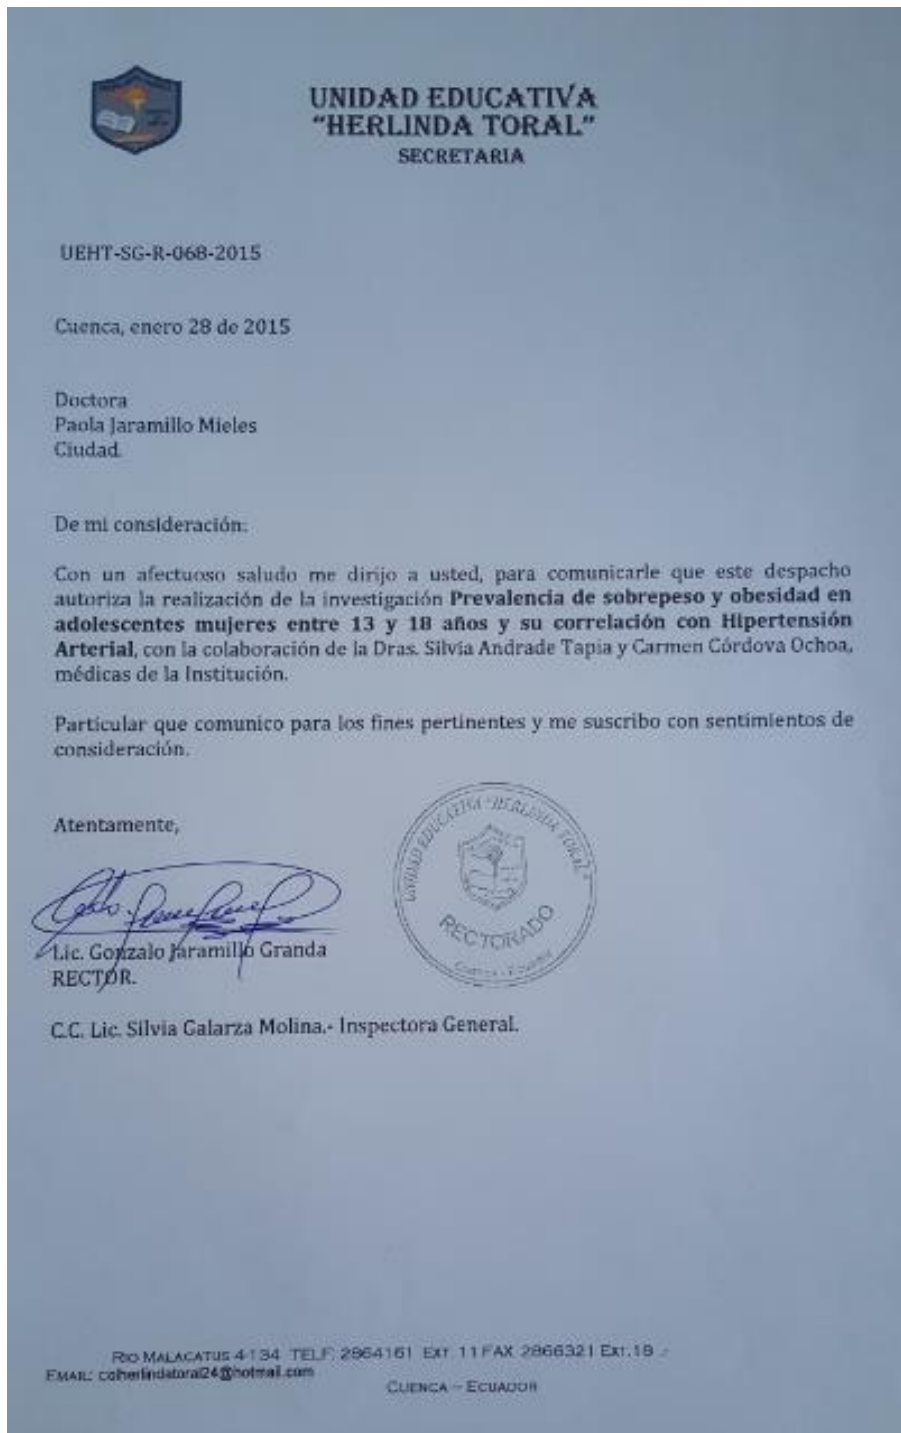 UNIDAD EDUCATIVA
“HERLINDA TORAL”
SECRETARIA
UEHT-SG-R-068-2015
Cuenca, enero 28 de 2015
Doctora
Paola Jaramillo Mieles
Ciudad.
De mi consideración:
Con un afectuoso saludo me dirijo a usted, para comunicarle que este despacho
autoriza la realización de la investigación Prevalencia de sobrepeso y obesidad en
adolescentes mujeres entre 13 y 18 años y su correlación con Hipertensión
Arterial, con la colaboración de la Dras. Silvia Andrade Tapia y Carmen Córdova Ochoa,
médicas de la Institución.
Particular que comunico para los fines pertinentes y me suscribo con sentimientos de
consideración.
Atentamente,
UNIDAD EDUCATIVA "HERLINDA TORAL"
RECTORADO
Cuenca - Ecuador
Lic. Gonzalo Jaramillo Granda
RECTOR.
C.C. Lic. Silvia Galarza Molina.- Inspectora General.
RIO MALACATUS 4-134 TELF: 2864161 EXT. 11 FAX 2866321 EXT.18
EMAIL: colherlindatoral24@hotmail.com
CUENCA – ECUADOR